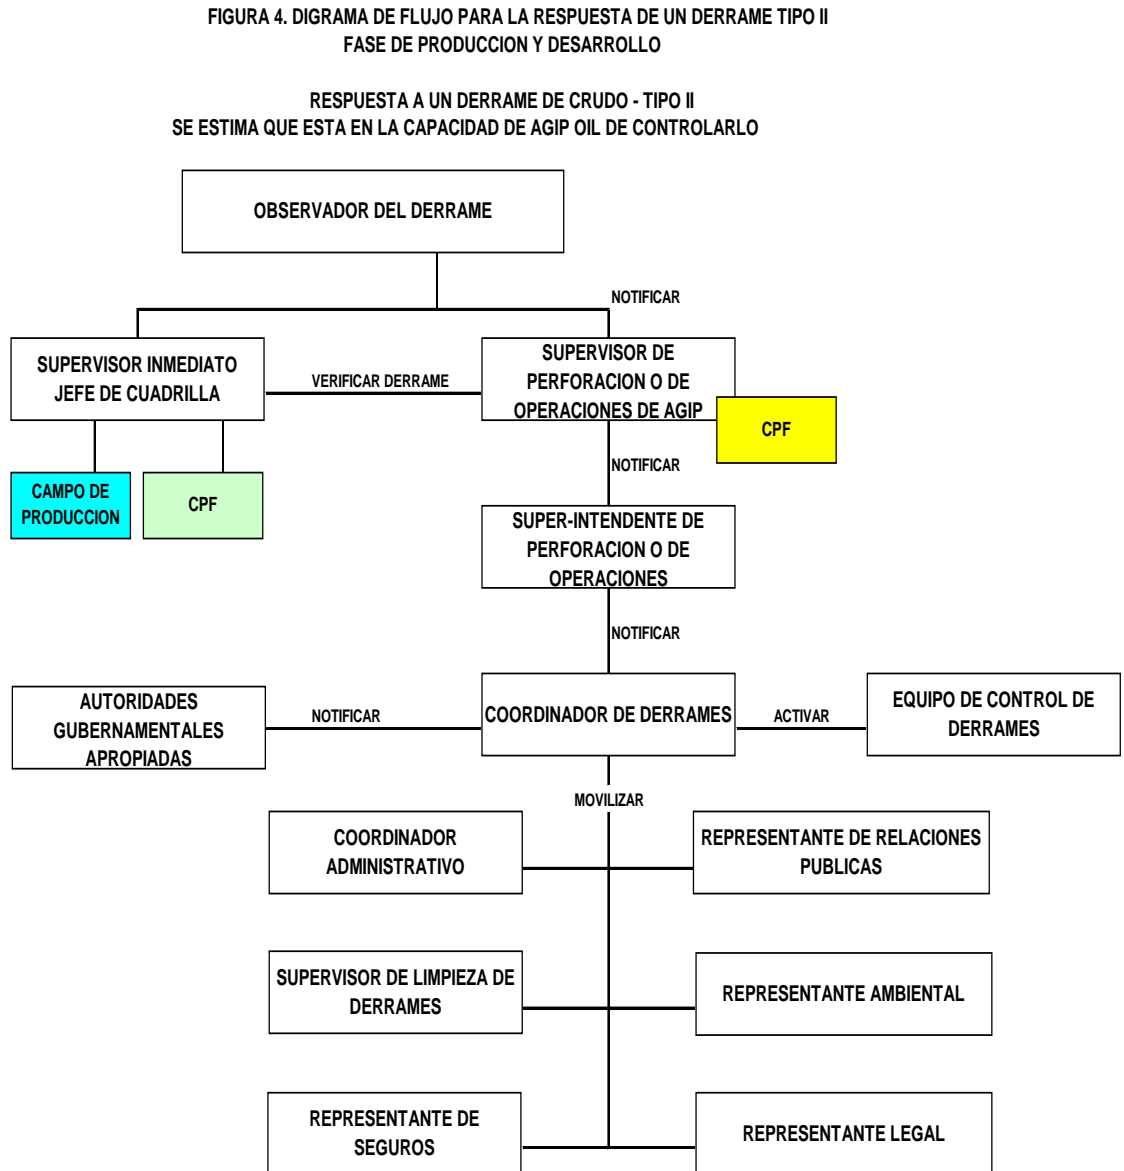 FIGURA 4. DIGRAMA DE FLUJO PARA LA RESPUESTA DE UN DERRAME TIPO II
FASE DE PRODUCCION Y DESARROLLO
RESPUESTA A UN DERRAME DE CRUDO - TIPO II
SE ESTIMA QUE ESTA EN LA CAPACIDAD DE AGIP OIL DE CONTROLARLO
OBSERVADOR DEL DERRAME
NOTIFICAR
SUPERVISOR INMEDIATO
JEFE DE CUADRILLA
VERIFICAR DERRAME
SUPERVISOR DE
PERFORACION O DE
OPERACIONES DE AGIP
CPF
CAMPO DE
PRODUCCION
CPF
NOTIFICAR
SUPER-INTENDENTE DE
PERFORACION O DE
OPERACIONES
NOTIFICAR
AUTORIDADES
GUBERNAMENTALES
APROPIADAS
NOTIFICAR
COORDINADOR DE DERRAMES
ACTIVAR
EQUIPO DE CONTROL DE
DERRAMES
MOVILIZAR
COORDINADOR
ADMINISTRATIVO
REPRESENTANTE DE RELACIONES
PUBLICAS
SUPERVISOR DE LIMPIEZA DE
DERRAMES
REPRESENTANTE AMBIENTAL
REPRESENTANTE DE
SEGUROS
REPRESENTANTE LEGAL